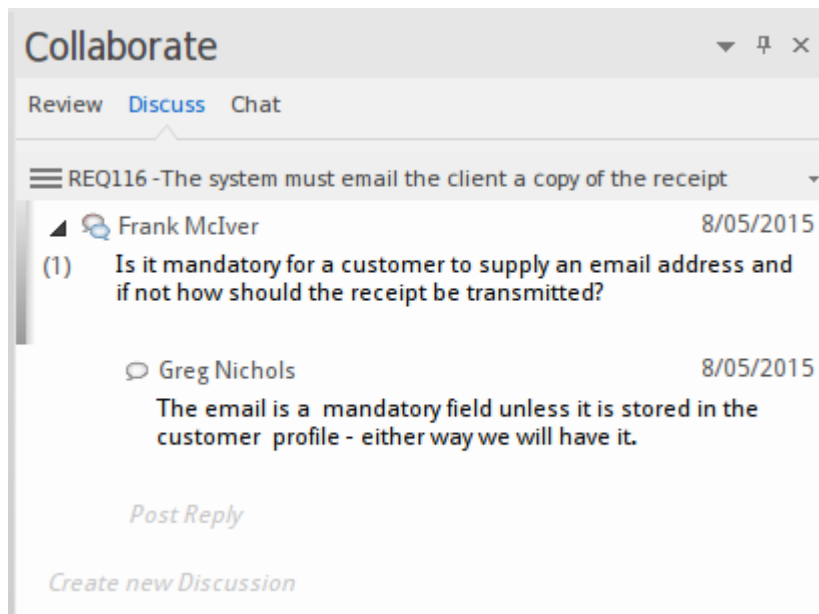 Collaborate
Review Discuss Chat
REQ116 -The system must email the client a copy of the receipt
Frank McIver 8/05/2015
(1) Is it mandatory for a customer to supply an email address and
if not how should the receipt be transmitted?
Greg Nichols 8/05/2015
The email is a mandatory field unless it is stored in the
customer profile - either way we will have it.
Post Reply
Create new Discussion